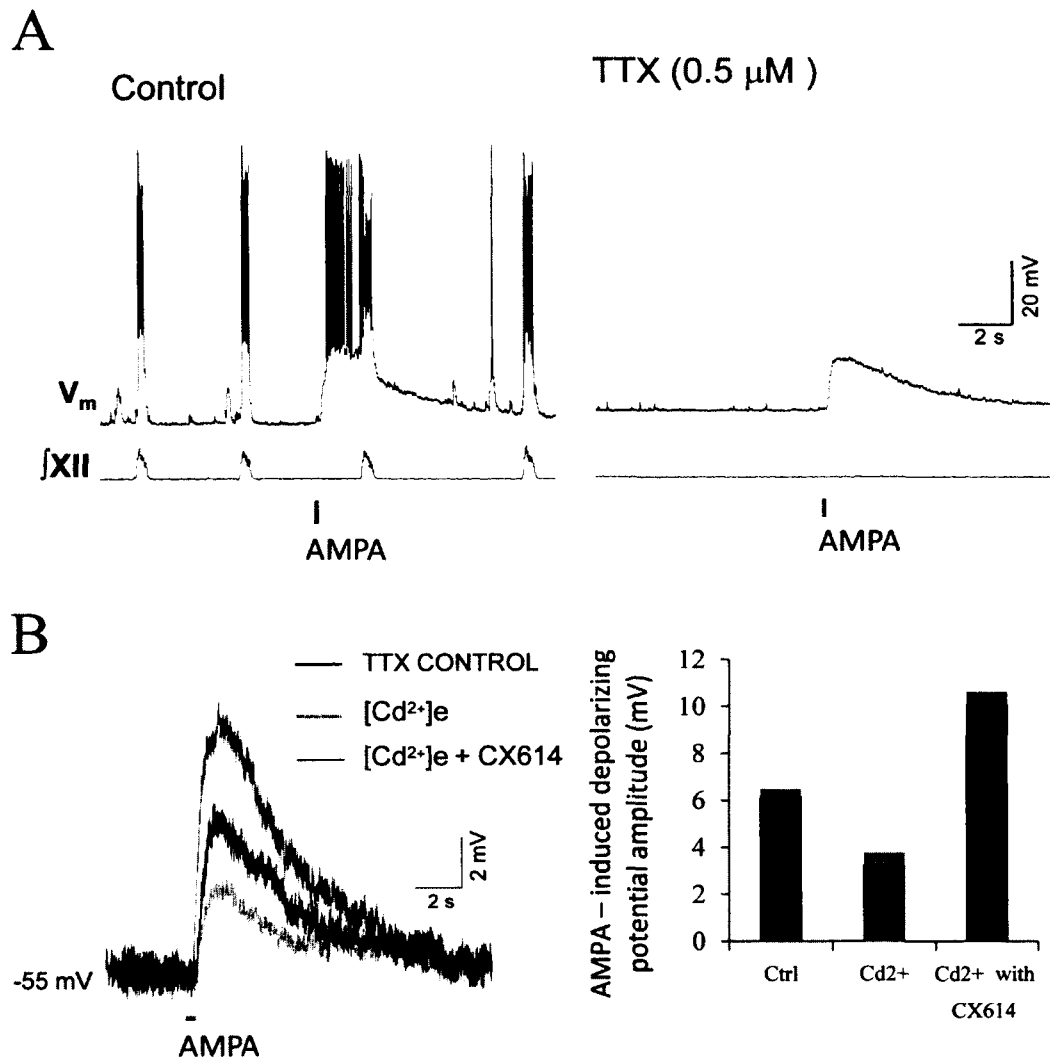 A
Control
TTX (0.5 μM )
20 mV
2 s
Vm
∫XII
AMPA
AMPA
B
TTX CONTROL
[Cd²⁺]e
[Cd²⁺]e + CX614
2 mV
2 s
-55 mV
AMPA
AMPA – induced depolarizing
potential amplitude (mV)
12
10
8
6
4
2
0
Ctrl
Cd2+
Cd2+ with
CX614